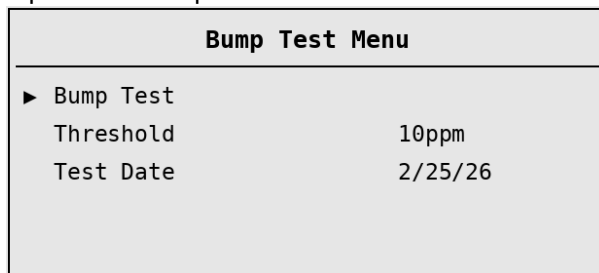 Bump Test Menu
▶ Bump Test
Threshold 10ppm
Test Date 2/25/26